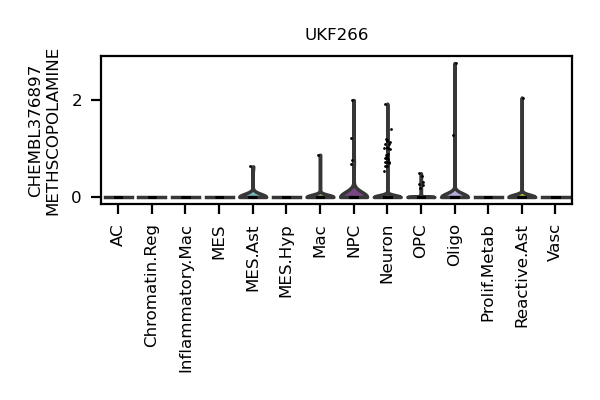 UKF266
CHEMBL376897
METHSCOPOLAMINE
2
0
AC
Chromatin.Reg
Inflammatory.Mac
MES
MES.Ast
MES.Hyp
Mac
NPC
Neuron
OPC
Oligo
Prolif.Metab
Reactive.Ast
Vasc